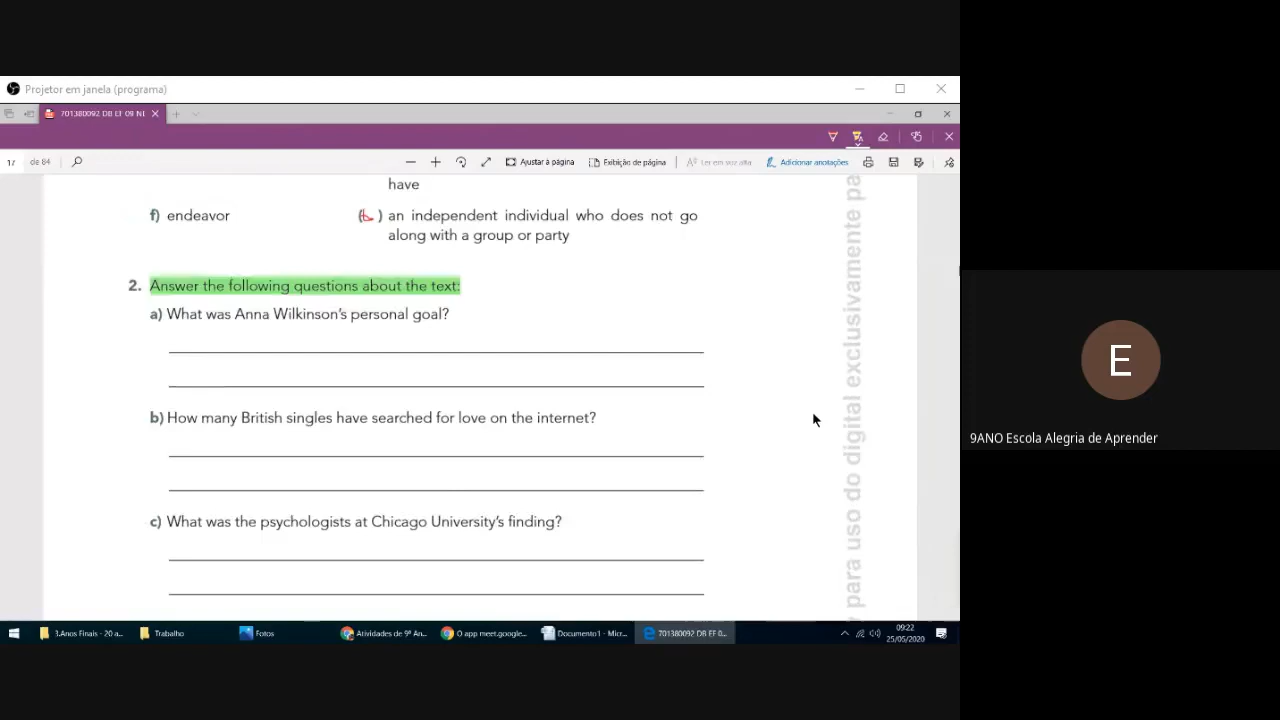 Projetor em janela (programa)
701380092 DB EF 09 NI
17 de 84
Ajustar à página
Exibição de página
Ler em voz alta
Adicionar anotações
have
f) endeavor
( ) an independent individual who does not go
along with a group or party
2. Answer the following questions about the text:
a) What was Anna Wilkinson's personal goal?
b) How many British singles have searched for love on the internet?
c) What was the psychologists at Chicago University's finding?
para uso do digital exclusivamente pa
E
9ANO Escola Alegria de Aprender
3.Anos Finais - 20 a...
Trabalho
Fotos
Atividades de 9º An...
O app meet.google...
Documento1 - Micr...
701380092 DB EF 0...
09:22
25/05/2020